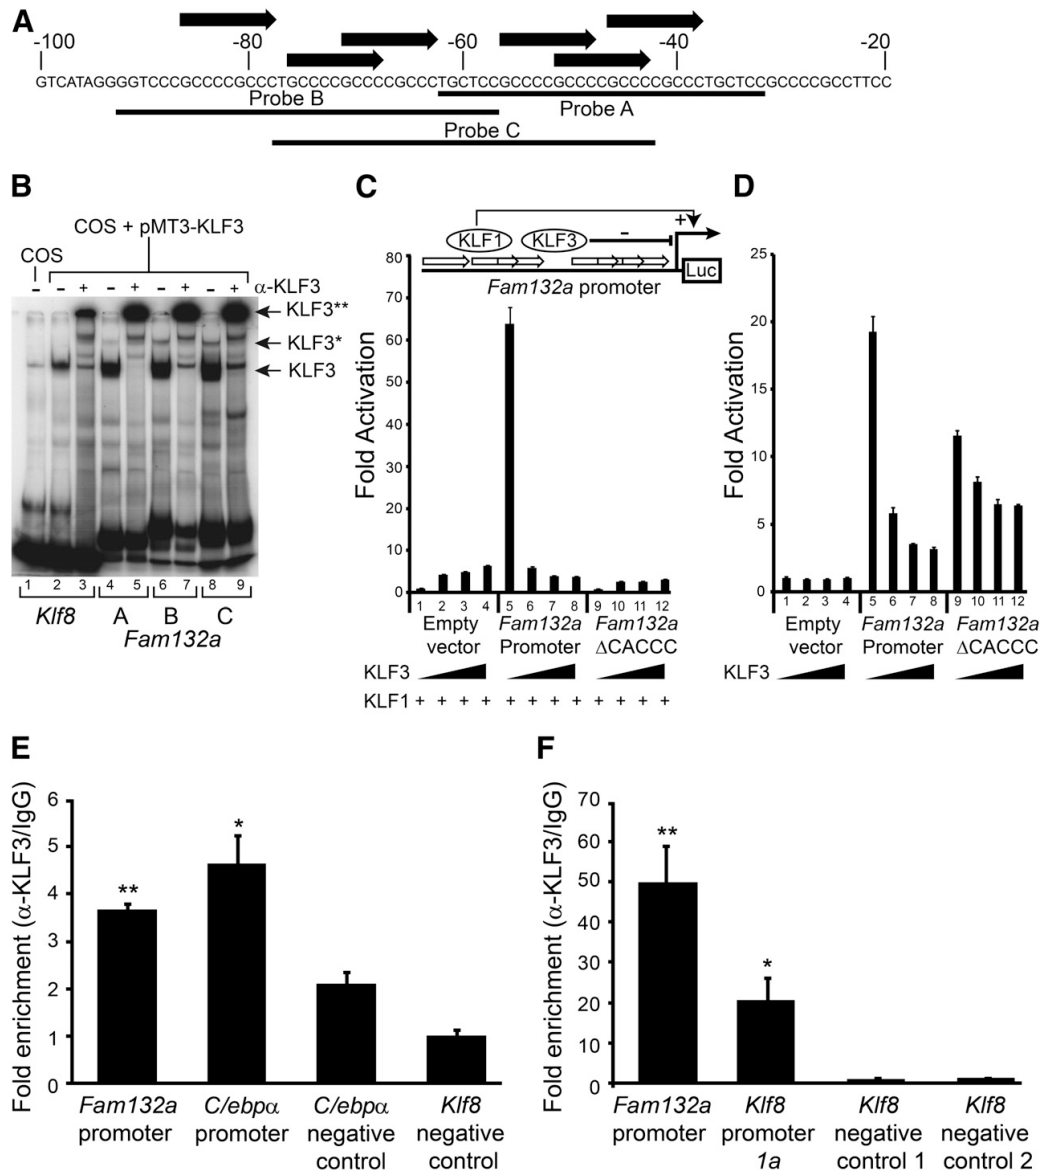 A
-100 -80 -60 -40 -20
GTCATAGGGGTCCCGCCCCGCCCTGCCCCGCCCCGCCCTGCTCCGCCCCGCCCCGCCCCGCCCTGCTCCGCCCCGCCTTCC
Probe B
Probe A
Probe C
B
COS + pMT3-KLF3
COS
- - + - + - + - + α-KLF3
KLF3**
KLF3*
KLF3
1 2 3 4 5 6 7 8 9
Klf8 A B C
Fam132a
C
KLF1 KLF3 + -
Luc
Fam132a promoter
Fold Activation
80
70
60
50
40
30
20
10
0
1 2 3 4 5 6 7 8 9 10 11 12
Empty vector
Fam132a Promoter
Fam132a ΔCACCC
KLF3
KLF1 + + + + + + + + + + + +
D
Fold Activation
25
20
15
10
5
0
1 2 3 4 5 6 7 8 9 10 11 12
Empty vector
Fam132a Promoter
Fam132a ΔCACCC
KLF3
E
Fold enrichment (α-KLF3/IgG)
6
5
4
3
2
1
0
**
*
Fam132a promoter
C/ebpα promoter
C/ebpα negative control
Klf8 negative control
F
Fold enrichment (α-KLF3/IgG)
70
60
50
40
30
20
10
0
**
*
Fam132a promoter
Klf8 promoter 1a
Klf8 negative control 1
Klf8 negative control 2